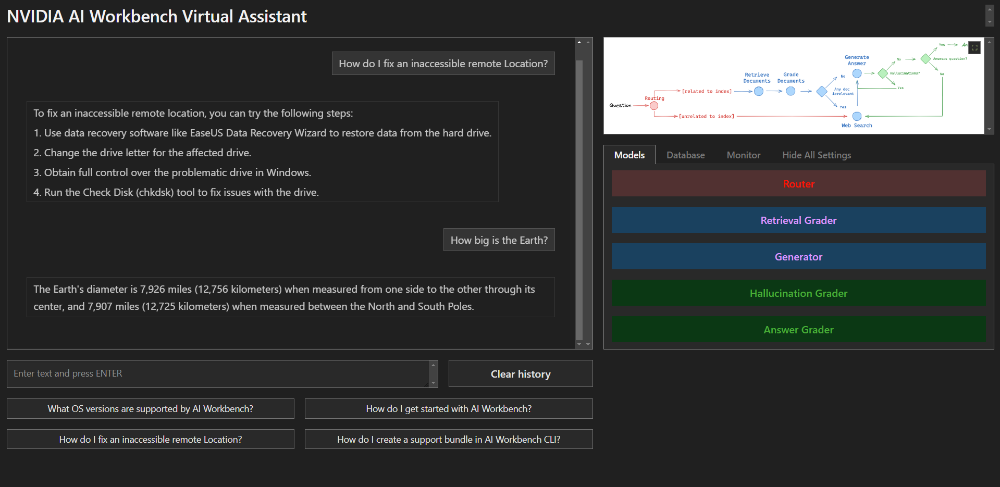 NVIDIA AI Workbench Virtual Assistant
How do I fix an inaccessible remote Location?
To fix an inaccessible remote location, you can try the following steps:
1. Use data recovery software like EaseUS Data Recovery Wizard to restore data from the hard drive.
2. Change the drive letter for the affected drive.
3. Obtain full control over the problematic drive in Windows.
4. Run the Check Disk (chkdsk) tool to fix issues with the drive.
How big is the Earth?
The Earth's diameter is 7,926 miles (12,756 kilometers) when measured from one side to the other through its
center, and 7,907 miles (12,725 kilometers) when measured between the North and South Poles.
Enter text and press ENTER
Clear history
What OS versions are supported by AI Workbench?
How do I get started with AI Workbench?
How do I fix an inaccessible remote Location?
How do I create a support bundle in AI Workbench CLI?
Question
Routing
[related to index]
[unrelated to index]
Retrieve
Documents
Grade
Documents
Any doc
irrelevant
No
Yes
Generate
Answer
Web Search
Hallucinations?
No
Yes
Answers question?
Yes
No
Models
Database
Monitor
Hide All Settings
Router
Retrieval Grader
Generator
Hallucination Grader
Answer Grader